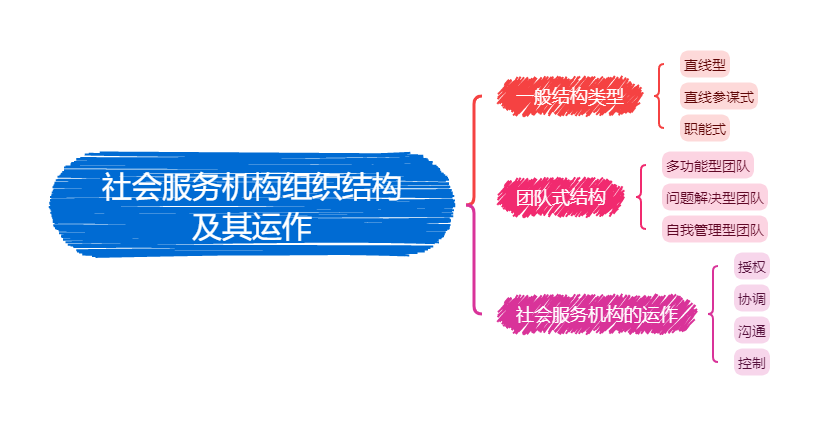 社会服务机构组织结构
及其运作
一般结构类型
直线型
直线参谋式
职能式
团队式结构
多功能型团队
问题解决型团队
自我管理型团队
社会服务机构的运作
授权
协调
沟通
控制